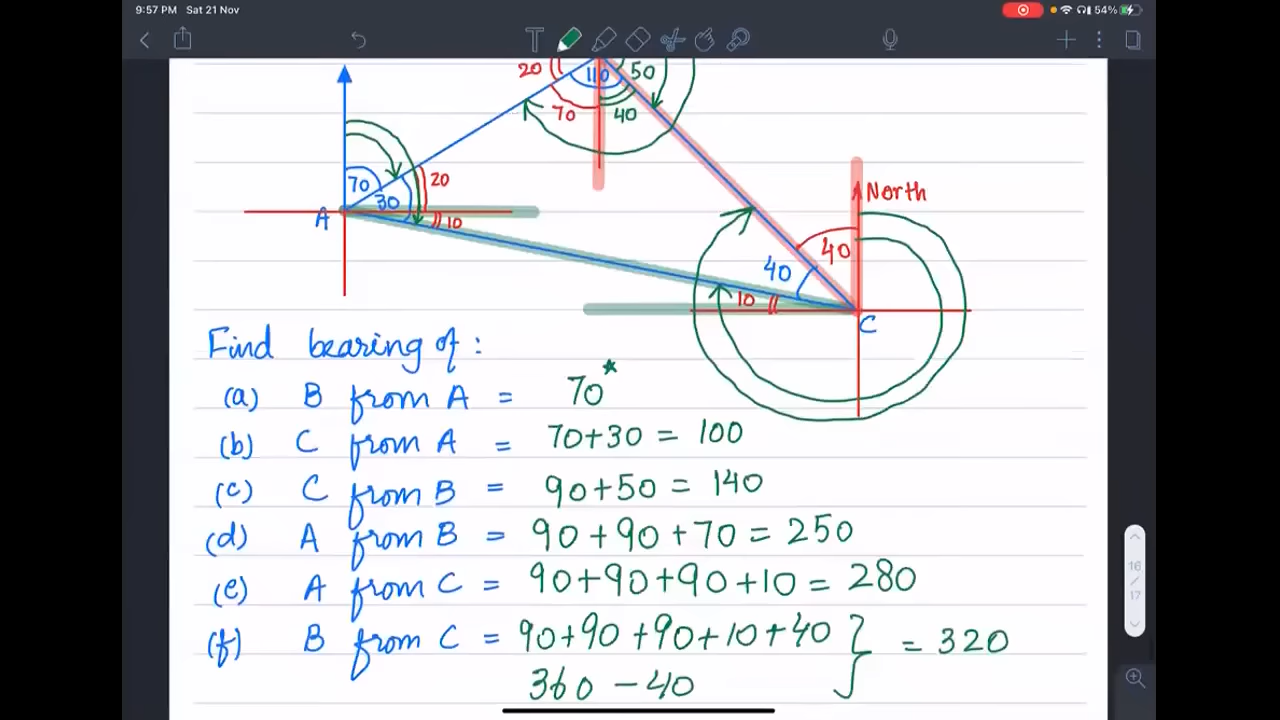 9:57 PM Sat 21 Nov
54%
T
20 110 50
70 40
70 30 20
A 10
North
40
40
10
C
Find bearing of :
(a) B from A = 70*
(b) C from A = 70+30 = 100
(c) C from B = 90+50 = 140
(d) A from B = 90+90+70 = 250
(e) A from C = 90+90+90+10 = 280
(f) B from C = 90+90+90+10+40 } = 320
360-40
16
/
17